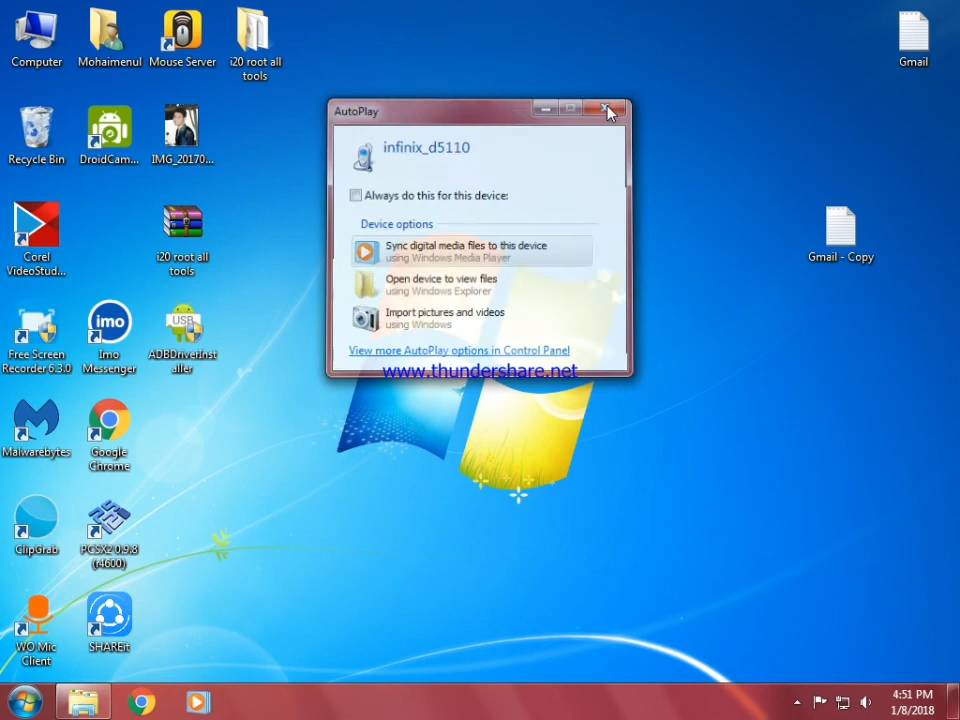 Computer
Mohaimenul
Mouse Server
i20 root all
tools
Gmail
Recycle Bin
DroidCam...
IMG_20170...
AutoPlay
infinix_d5110
Always do this for this device:
Device options
Sync digital media files to this device
using Windows Media Player
Open device to view files
using Windows Explorer
Import pictures and videos
using Windows
View more AutoPlay options in Control Panel
www.thundershare.net
Corel
VideoStud...
i20 root all
tools
Gmail - Copy
Free Screen
Recorder 6.3.0
imo
Imo
Messenger
USB
ADBDriverInst
aller
Malwarebytes
Google
Chrome
ClipGrab
PCSX2 0.9.8
(r4600)
WO Mic
Client
SHAREit
4:51 PM
1/8/2018